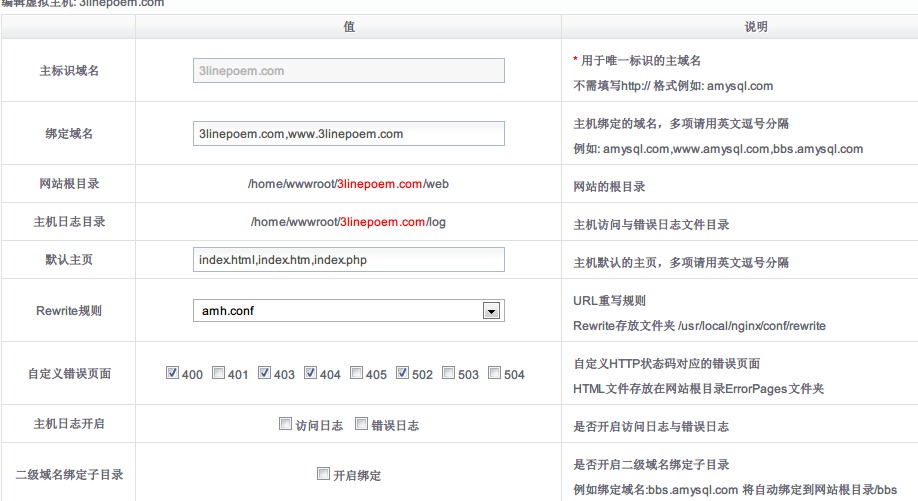 编辑虚拟主机: 3linepoem.com
值
说明
主标识域名
3linepoem.com
* 用于唯一标识的主域名
不需填写http:// 格式例如: amysql.com
绑定域名
3linepoem.com,www.3linepoem.com
主机绑定的域名，多项请用英文逗号分隔
例如: amysql.com,www.amysql.com,bbs.amysql.com
网站根目录
/home/wwwroot/3linepoem.com/web
网站的根目录
主机日志目录
/home/wwwroot/3linepoem.com/log
主机访问与错误日志文件目录
默认主页
index.html,index.htm,index.php
主机默认的主页，多项请用英文逗号分隔
Rewrite规则
amh.conf
URL重写规则
Rewrite存放文件夹 /usr/local/nginx/conf/rewrite
自定义错误页面
400 401 403 404 405 502 503 504
自定义HTTP状态码对应的错误页面
HTML文件存放在网站根目录ErrorPages文件夹
主机日志开启
访问日志 错误日志
是否开启访问日志与错误日志
二级域名绑定子目录
开启绑定
是否开启二级域名绑定子目录
例如绑定域名:bbs.amysql.com 将自动绑定到网站根目录/bbs